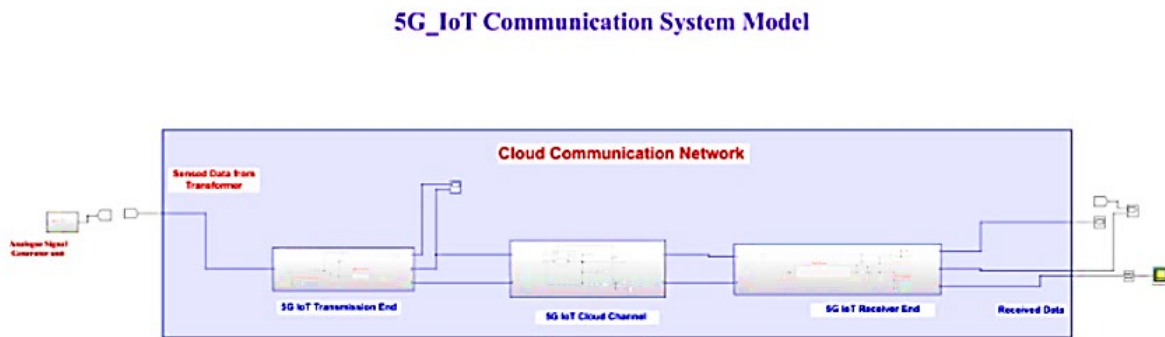 5G_IoT Communication System Model
Cloud Communication Network
Sensed Data from
Transformer
Analogue Signal
Generator unit
5G IoT Transmission End
5G IoT Cloud Channel
5G IoT Receiver End
Received Data